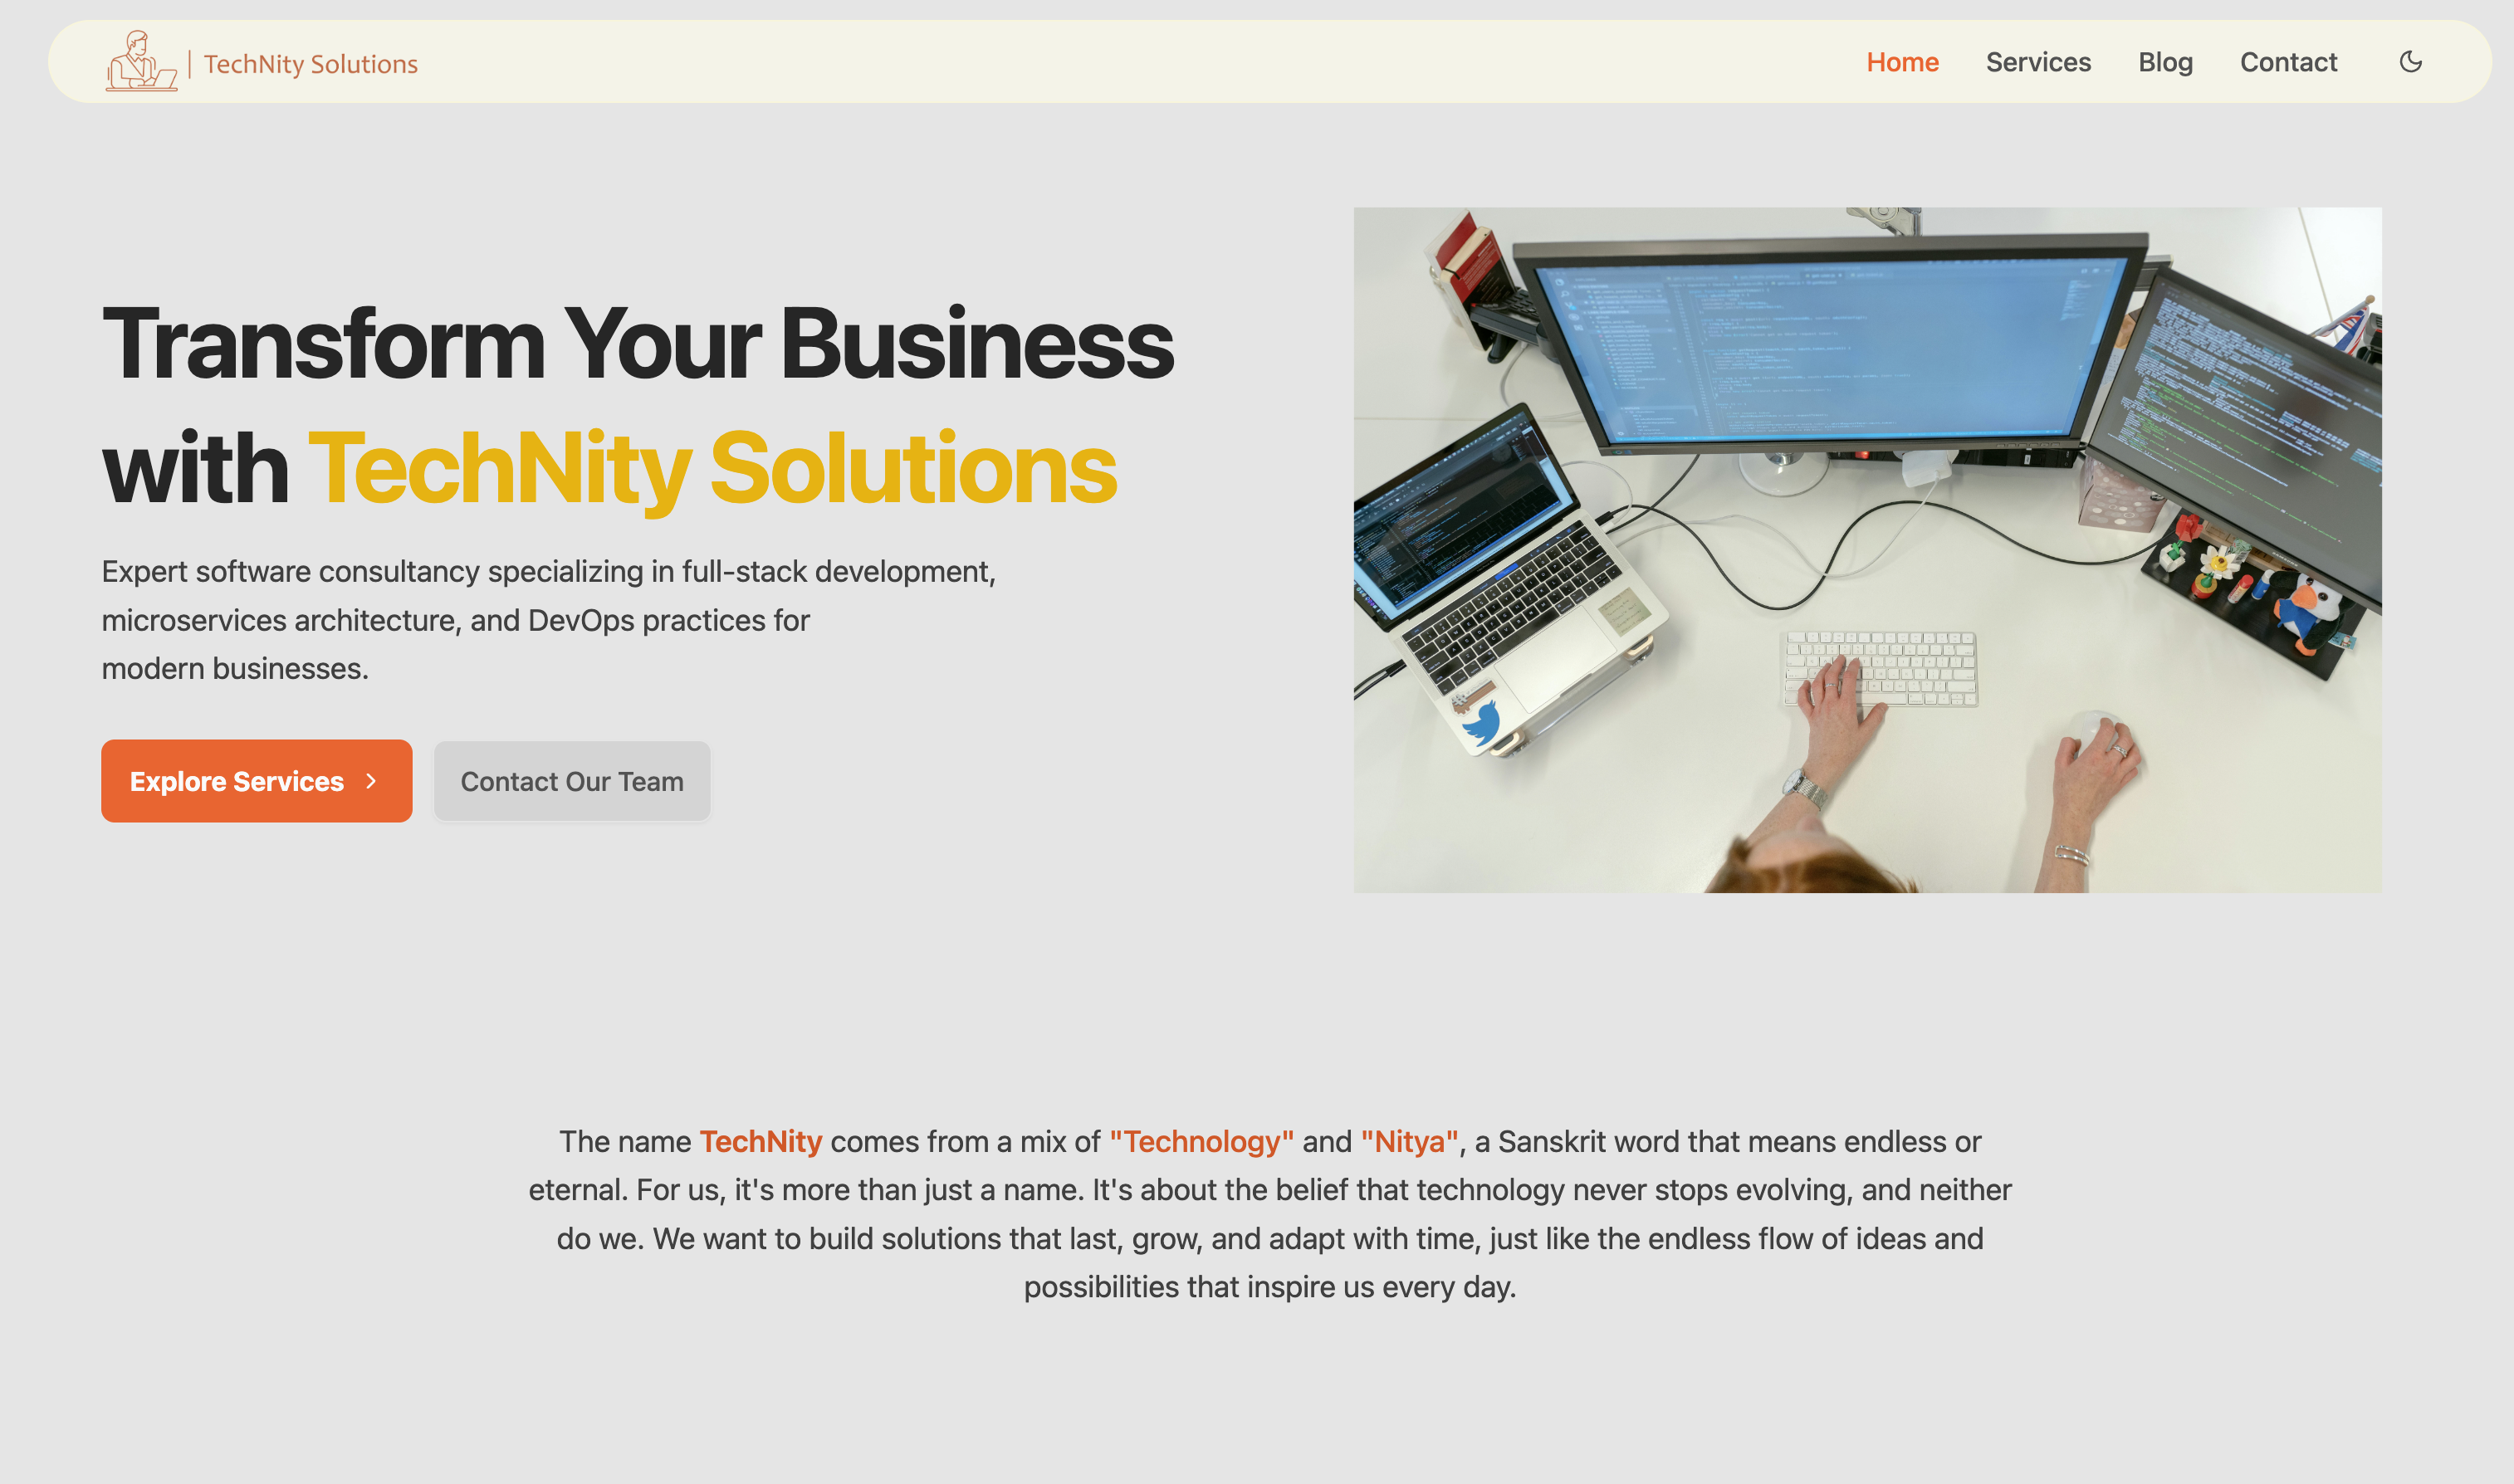 TechNity Solutions
Home Services Blog Contact
Transform Your Business
with TechNity Solutions
Expert software consultancy specializing in full-stack development,
microservices architecture, and DevOps practices for
modern businesses.
Explore Services
Contact Our Team
The name TechNity comes from a mix of "Technology" and "Nitya", a Sanskrit word that means endless or
eternal. For us, it's more than just a name. It's about the belief that technology never stops evolving, and neither
do we. We want to build solutions that last, grow, and adapt with time, just like the endless flow of ideas and
possibilities that inspire us every day.